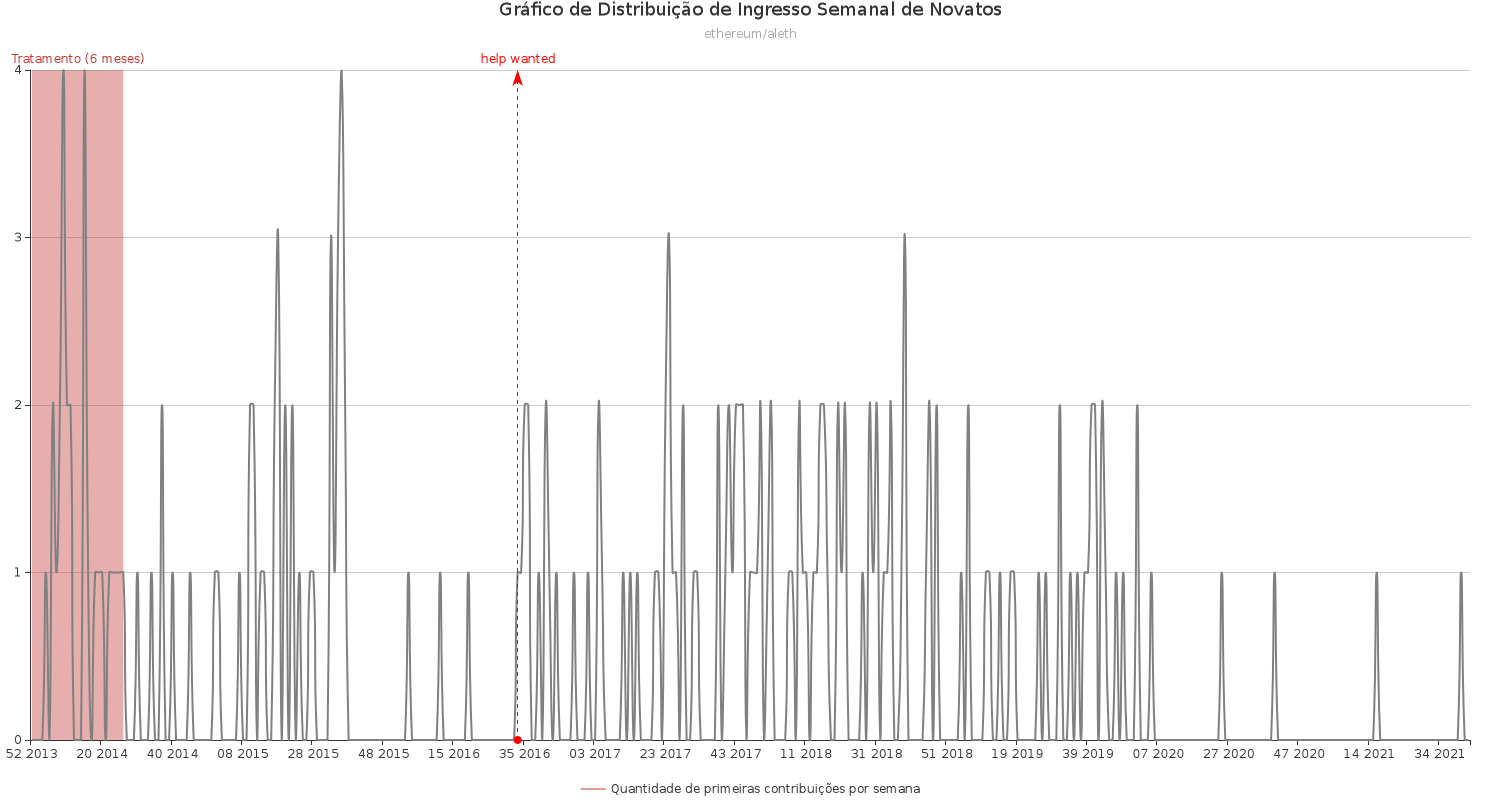 Gráfico de Distribuição de Ingresso Semanal de Novatos
ethereum/aleth
Tratamento (6 meses)
help wanted
4
3
2
1
0
52 2013 20 2014 40 2014 08 2015 28 2015 48 2015 15 2016 35 2016 03 2017 23 2017 43 2017 11 2018 31 2018 51 2018 19 2019 39 2019 07 2020 27 2020 47 2020 14 2021 34 2021
Quantidade de primeiras contribuições por semana